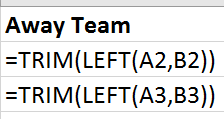 Away Team
=TRIM(LEFT(A2,B2))
=TRIM(LEFT(A3,B3))